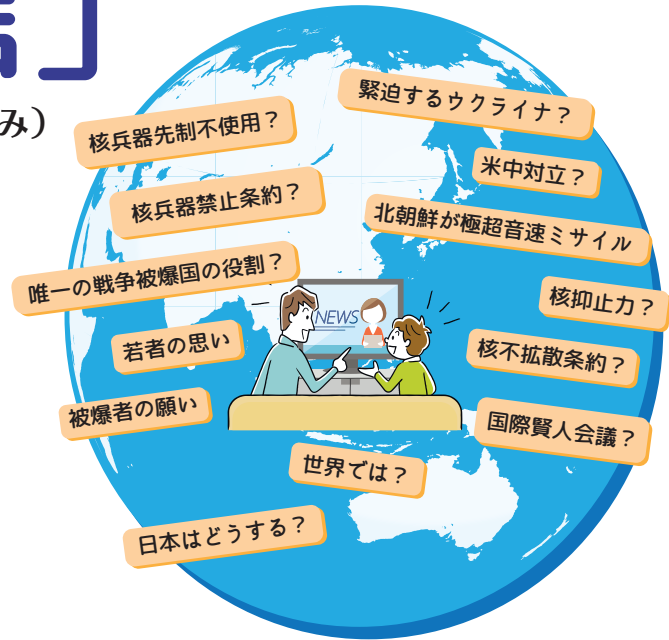 」
み）
緊迫するウクライナ？
核兵器先制不使用？
米中対立？
核兵器禁止条約？
北朝鮮が極超音速ミサイル
唯一の戦争被爆国の役割？
核抑止力？
NEWS
若者の思い
核不拡散条約？
被爆者の願い
国際賢人会議？
世界では？
日本はどうする？